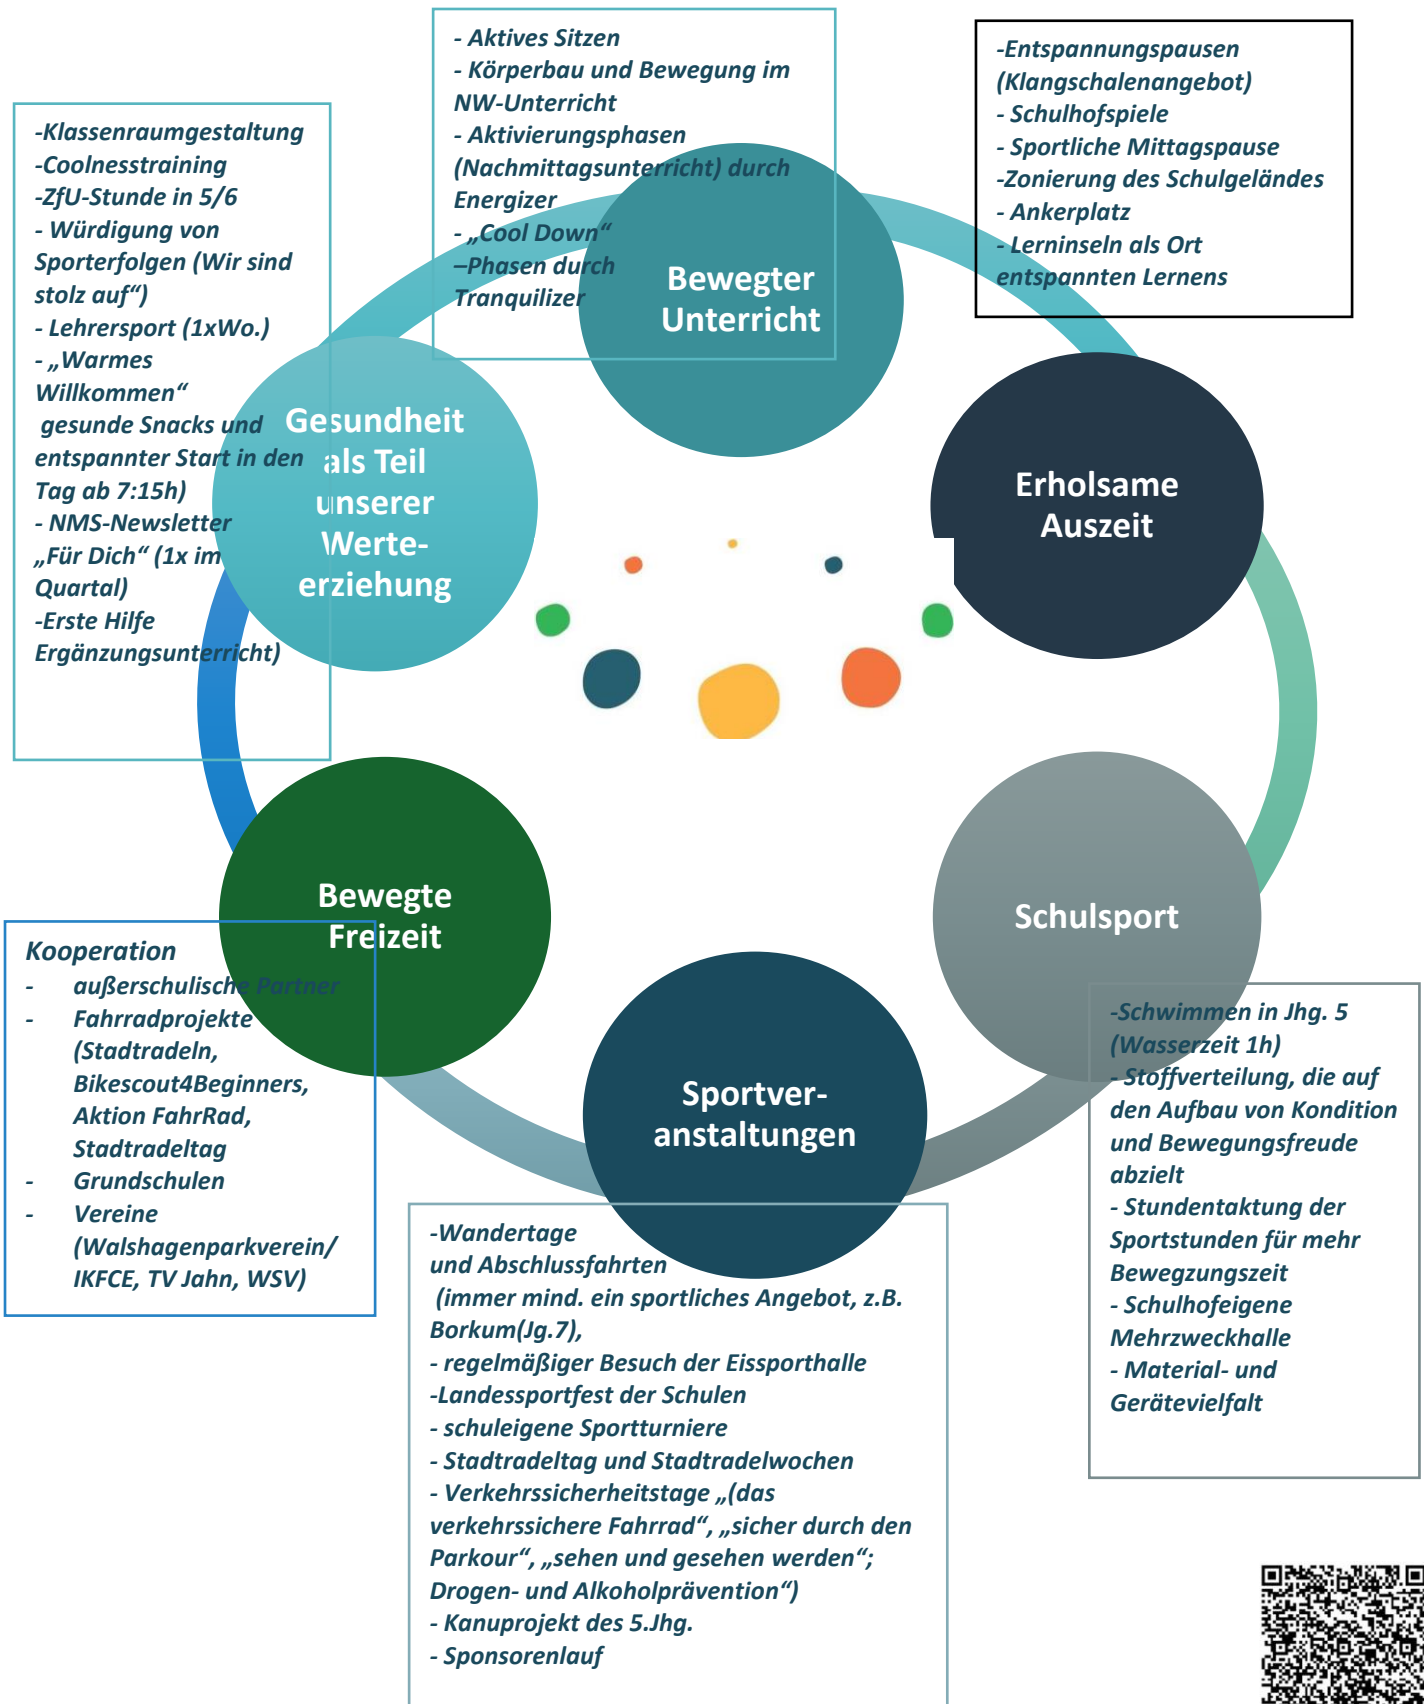 - Aktives Sitzen
- Körperbau und Bewegung im
NW-Unterricht
- Aktivierungsphasen
(Nachmittagsunterricht) durch
Energizer
- „Cool Down“
–Phasen durch
Tranquilizer
Bewegter
Unterricht
-Entspannungspausen
(Klangschalenangebot)
- Schulhofspiele
- Sportliche Mittagspause
-Zonierung des Schulgeländes
- Ankerplatz
- Lerninseln als Ort
entspannten Lernens
Erholsame
Auszeit
-Klassenraumgestaltung
-Coolnesstraining
-ZfU-Stunde in 5/6
- Würdigung von
Sporterfolgen (Wir sind
stolz auf“)
- Lehrersport (1xWo.)
- „Warmes
Willkommen“
gesunde Snacks und
entspannter Start in den
Tag ab 7:15h)
- NMS-Newsletter
„Für Dich“ (1x im
Quartal)
-Erste Hilfe
Ergänzungsunterricht)
Gesundheit
als Teil
unserer
Werte-
erziehung
Bewegte
Freizeit
Kooperation
- außerschulische Partner
- Fahrradprojekte
(Stadtradeln,
Bikescout4Beginners,
Aktion FahrRad,
Stadtradeltag
- Grundschulen
- Vereine
(Walshagenparkverein/
IKFCE, TV Jahn, WSV)
Schulsport
-Schwimmen in Jhg. 5
(Wasserzeit 1h)
- Stoffverteilung, die auf
den Aufbau von Kondition
und Bewegungsfreude
abzielt
- Stundentaktung der
Sportstunden für mehr
Bewegzungszeit
- Schulhofeigene
Mehrzweckhalle
- Material- und
Gerätevielfalt
Sportver-
anstaltungen
-Wandertage
und Abschlussfahrten
(immer mind. ein sportliches Angebot, z.B.
Borkum(Jg.7),
- regelmäßiger Besuch der Eissporthalle
-Landessportfest der Schulen
- schuleigene Sportturniere
- Stadtradeltag und Stadtradelwochen
- Verkehrssicherheitstage „(das
verkehrssichere Fahrrad“, „sicher durch den
Parkour“, „sehen und gesehen werden“;
Drogen- und Alkoholprävention“)
- Kanuprojekt des 5.Jhg.
- Sponsorenlauf